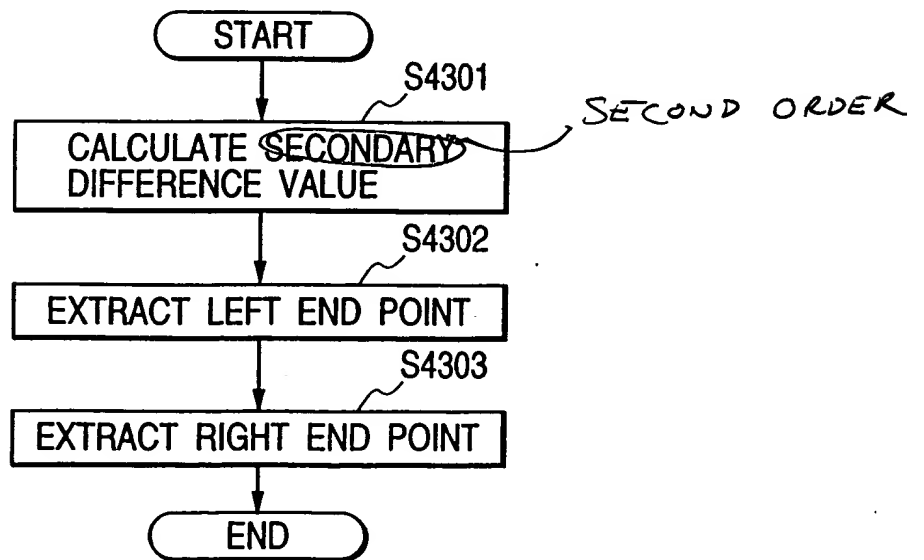 START
S4301
SECOND ORDER
CALCULATE SECONDARY
DIFFERENCE VALUE
S4302
EXTRACT LEFT END POINT
S4303
EXTRACT RIGHT END POINT
END